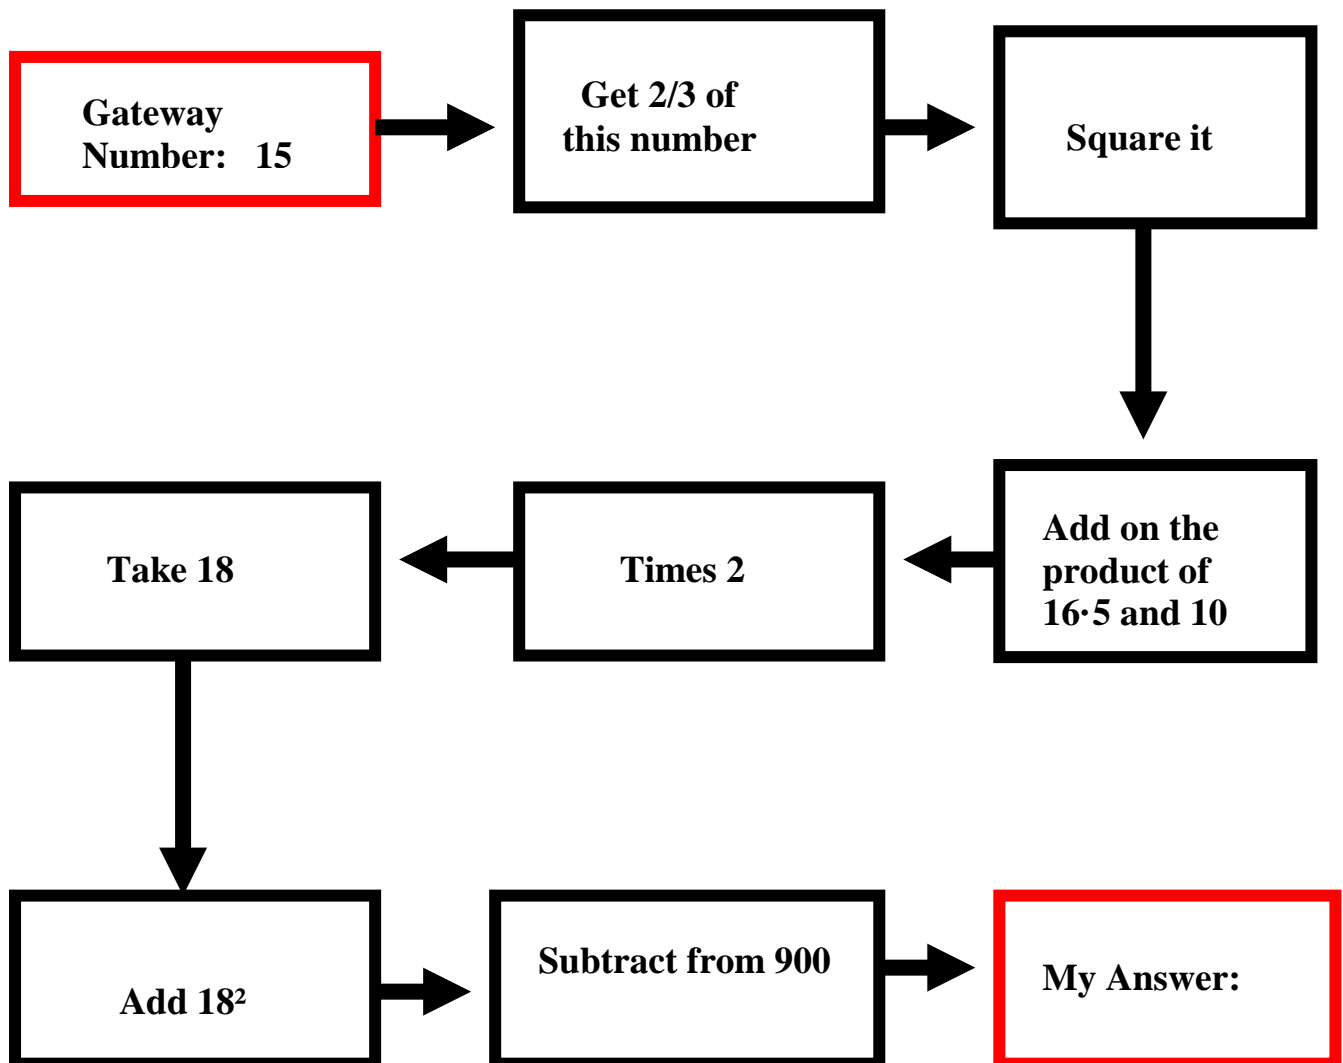 Gateway
Number: 15
Get 2/3 of
this number
Square it
Add on the
product of
16·5 and 10
Times 2
Take 18
Add 18²
Subtract from 900
My Answer: